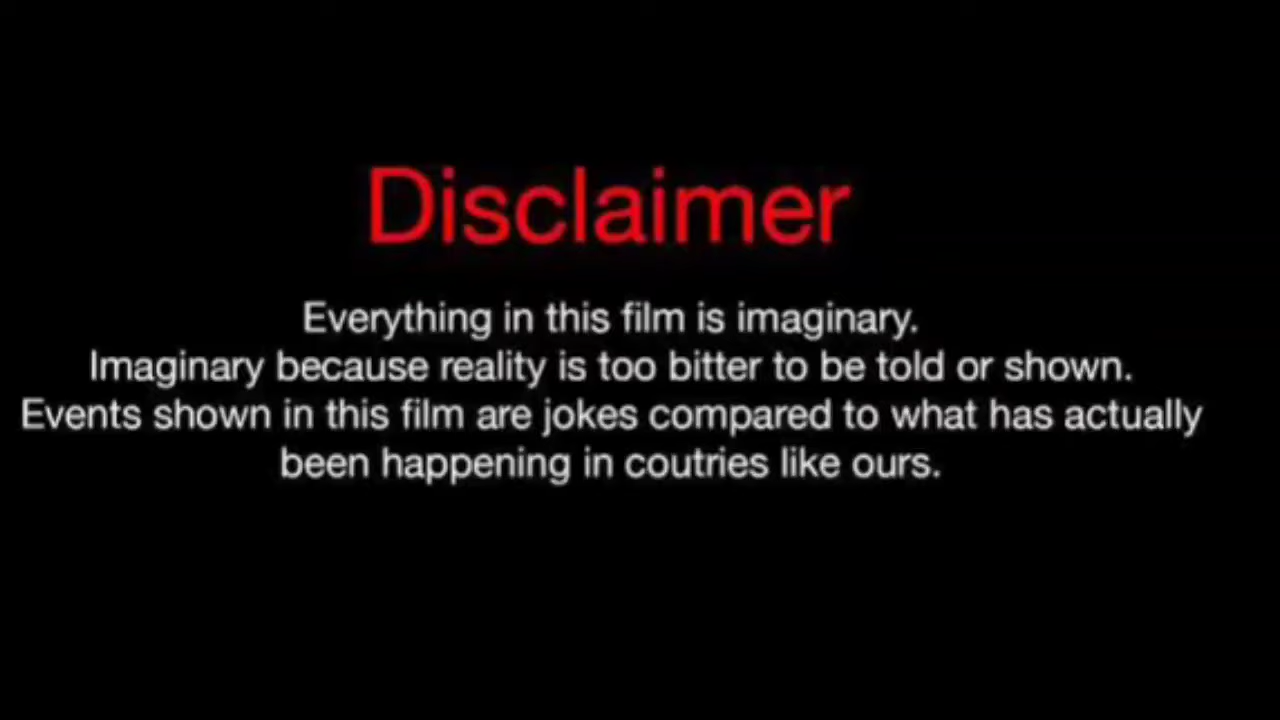 Disclaimer
Everything in this film is imaginary.
Imaginary because reality is too bitter to be told or shown.
Events shown in this film are jokes compared to what has actually
been happening in coutries like ours.